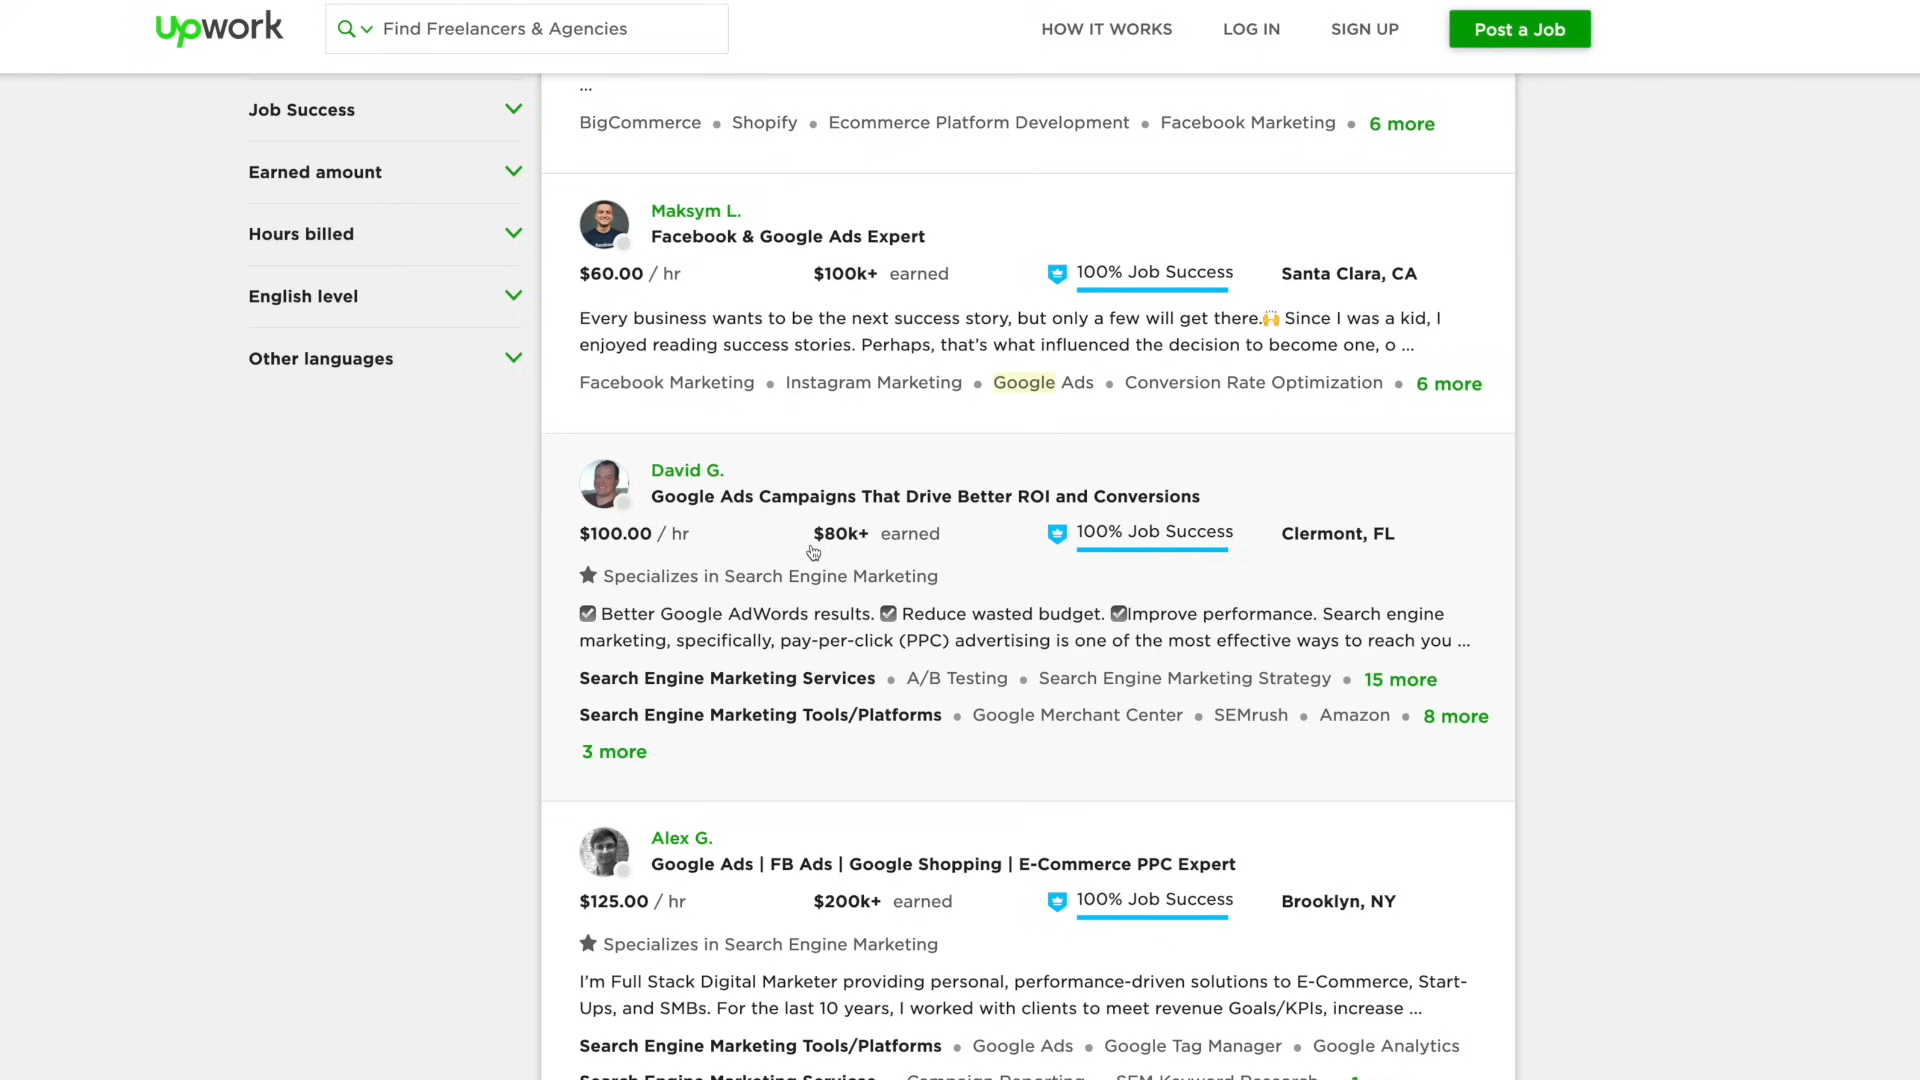 upwork
Find Freelancers & Agencies
HOW IT WORKS
LOG IN
SIGN UP
Post a Job
Job Success
Earned amount
Hours billed
English level
Other languages
...
BigCommerce • Shopify • Ecommerce Platform Development • Facebook Marketing • 6 more
Maksym L.
Facebook & Google Ads Expert
$60.00 / hr $100k+ earned 100% Job Success Santa Clara, CA
Every business wants to be the next success story, but only a few will get there.🙌 Since I was a kid, I
enjoyed reading success stories. Perhaps, that’s what influenced the decision to become one, o ...
Facebook Marketing • Instagram Marketing • Google Ads • Conversion Rate Optimization • 6 more
David G.
Google Ads Campaigns That Drive Better ROI and Conversions
$100.00 / hr $80k+ earned 100% Job Success Clermont, FL
Specializes in Search Engine Marketing
☑ Better Google AdWords results. ☑ Reduce wasted budget. ☑Improve performance. Search engine
marketing, specifically, pay-per-click (PPC) advertising is one of the most effective ways to reach you ...
Search Engine Marketing Services • A/B Testing • Search Engine Marketing Strategy • 15 more
Search Engine Marketing Tools/Platforms • Google Merchant Center • SEMrush • Amazon • 8 more
3 more
Alex G.
Google Ads | FB Ads | Google Shopping | E-Commerce PPC Expert
$125.00 / hr $200k+ earned 100% Job Success Brooklyn, NY
Specializes in Search Engine Marketing
I’m Full Stack Digital Marketer providing personal, performance-driven solutions to E-Commerce, Start-
Ups, and SMBs. For the last 10 years, I worked with clients to meet revenue Goals/KPIs, increase ...
Search Engine Marketing Tools/Platforms • Google Ads • Google Tag Manager • Google Analytics
Search Engine Marketing Services • Campaign Reporting • SEM Keyword Research •